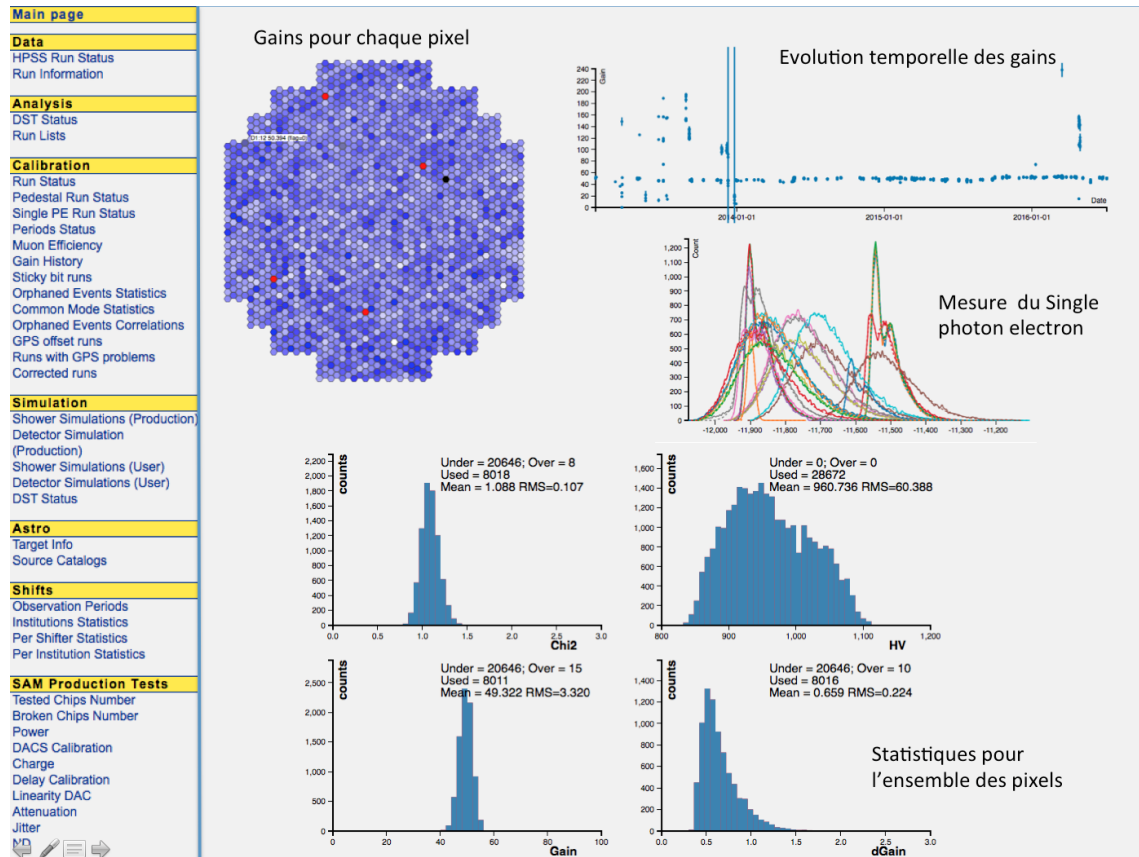 Main page
Data
HPSS Run Status
Run Information
Analysis
DST Status
Run Lists
Calibration
Run Status
Pedestal Run Status
Single PE Run Status
Periods Status
Muon Efficiency
Gain History
Sticky bit runs
Orphaned Events Statistics
Common Mode Statistics
Orphaned Events Correlations
GPS offset runs
Runs with GPS problems
Corrected runs
Simulation
Shower Simulations (Production)
Detector Simulation
(Production)
Shower Simulations (User)
Detector Simulations (User)
DST Status
Astro
Target Info
Source Catalogs
Shifts
Observation Periods
Institutions Statistics
Per Shifter Statistics
Per Institution Statistics
SAM Production Tests
Tested Chips Number
Broken Chips Number
Power
DACS Calibration
Charge
Delay Calibration
Linearity DAC
Attenuation
Jitter
ND
Gains pour chaque pixel
Evolution temporelle des gains
Gain
240
220
200
180
160
140
120
100
80
60
40
20
0
Date
2014-01-01
2015-01-01
2016-01-01
Mesure du Single
photon electron
Count
1,200
1,100
1,000
900
800
700
600
500
400
300
200
100
0
-12,000
-11,900
-11,800
-11,700
-11,600
-11,500
-11,400
-11,300
-11,200
counts
Under = 20646; Over = 8
Used = 8018
Mean = 1.088 RMS=0.107
2,200
2,000
1,800
1,600
1,400
1,200
1,000
800
600
400
200
0
0.0 0.5 1.0 1.5 2.0 2.5 3.0
Chi2
counts
Under = 0; Over = 0
Used = 28672
Mean = 960.736 RMS=60.388
1,600
1,400
1,200
1,000
800
600
400
200
0
800 900 1,000 1,100 1,200
HV
counts
Under = 20646; Over = 15
Used = 8011
Mean = 49.322 RMS=3.320
2,500
2,000
1,500
1,000
500
0
0 20 40 60 80 100
Gain
counts
Under = 20646; Over = 10
Used = 8016
Mean = 0.659 RMS=0.224
1,400
1,200
1,000
800
600
400
200
0
0.0 0.5 1.0 1.5 2.0 2.5 3.0
dGain
Statistiques pour
l'ensemble des pixels